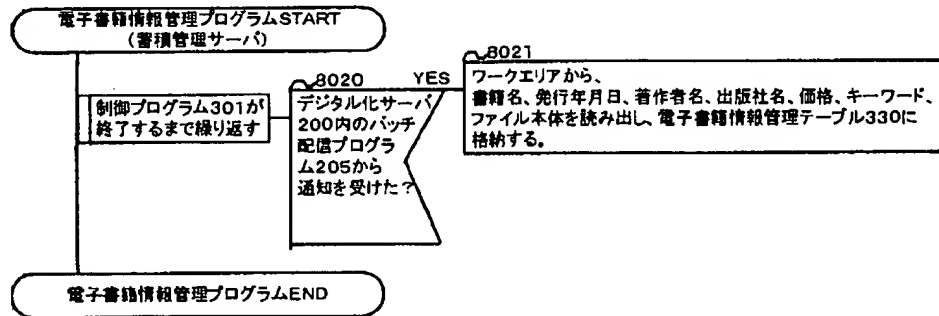 電子書籍情報管理プログラムSTART
(蓄積管理サーバ)
制御プログラム301が
終了するまで繰り返す
8020
YES
デジタル化サーバ
200内のバッチ
配信プログラ
ム205から
通知を受けた?
8021
ワークエリアから、
書籍名、発行年月日、著作者名、出版社名、価格、キーワード、
ファイル本体を読み出し、電子書籍情報管理テーブル330に
格納する。
電子書籍情報管理プログラムEND